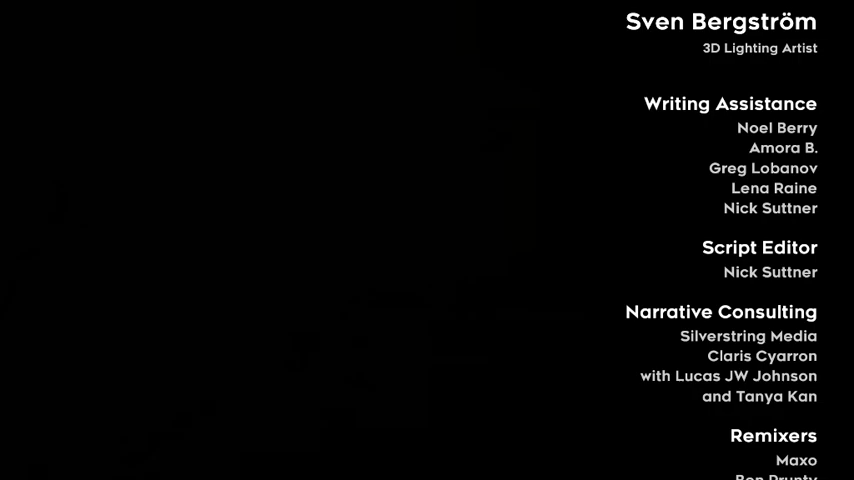 Sven Bergström
3D Lighting Artist
Writing Assistance
Noel Berry
Amora B.
Greg Lobanov
Lena Raine
Nick Suttner
Script Editor
Nick Suttner
Narrative Consulting
Silverstring Media
Claris Cyarron
with Lucas JW Johnson
and Tanya Kan
Remixers
Maxo